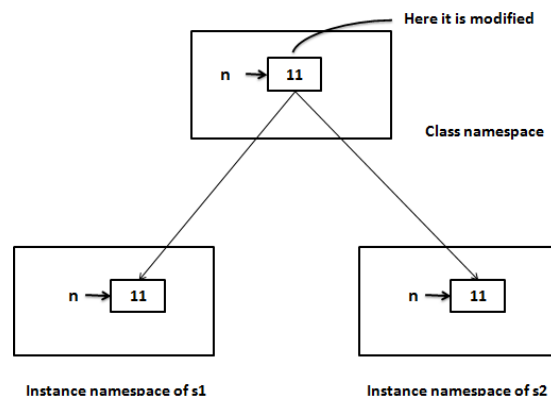 Here it is modified
n
11
Class namespace
n
11
n
11
Instance namespace of s1
Instance namespace of s2